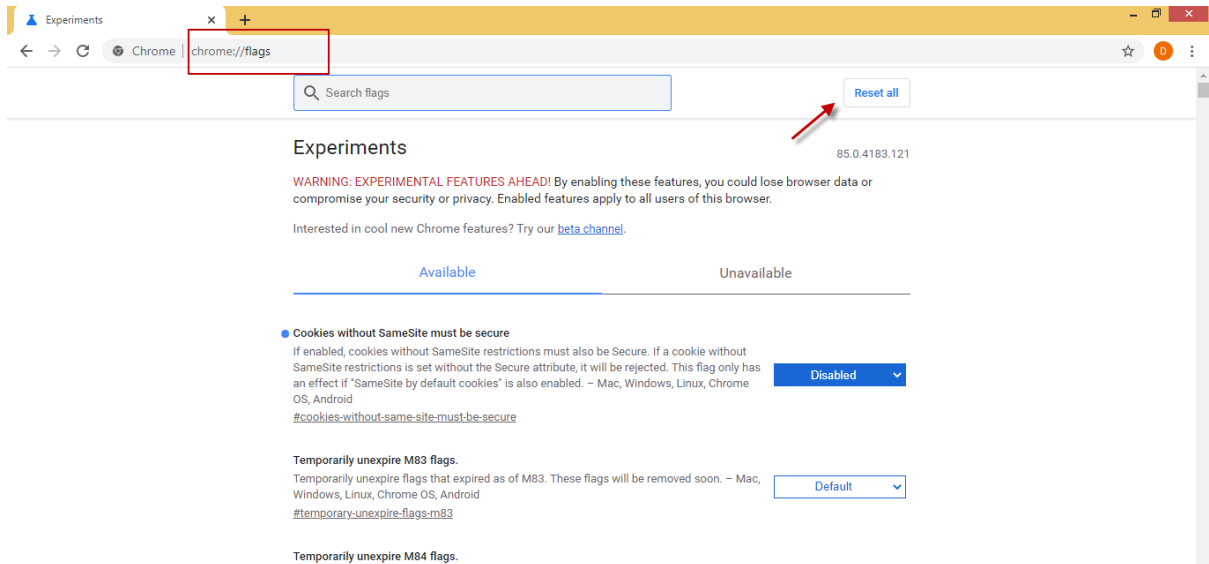 Experiments
Chrome | chrome://flags
D
Search flags
Reset all
Experiments
85.0.4183.121
WARNING: EXPERIMENTAL FEATURES AHEAD! By enabling these features, you could lose browser data or
compromise your security or privacy. Enabled features apply to all users of this browser.
Interested in cool new Chrome features? Try our beta channel.
Available
Unavailable
Cookies without SameSite must be secure
If enabled, cookies without SameSite restrictions must also be Secure. If a cookie without
SameSite restrictions is set without the Secure attribute, it will be rejected. This flag only has
an effect if "SameSite by default cookies" is also enabled. – Mac, Windows, Linux, Chrome
OS, Android
#cookies-without-same-site-must-be-secure
Disabled
Temporarily unexpire M83 flags.
Temporarily unexpire flags that expired as of M83. These flags will be removed soon. – Mac,
Windows, Linux, Chrome OS, Android
#temporary-unexpire-flags-m83
Default
Temporarily unexpire M84 flags.